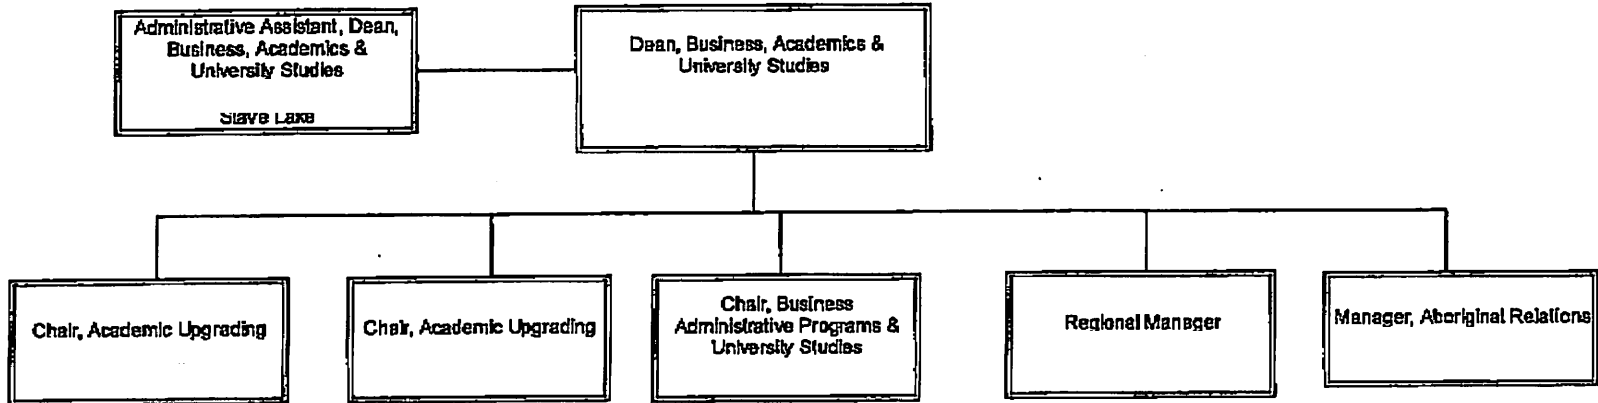 Administrative Assistant, Dean,
Business, Academics &
University Studies
Slave Lake
Dean, Business, Academics &
University Studies
Chair, Academic Upgrading
Chair, Academic Upgrading
Chair, Business
Administrative Programs &
University Studies
Regional Manager
Manager, Aboriginal Relations